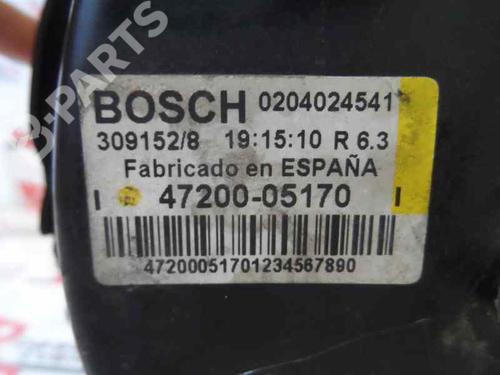 B-PARTS
BOSCH 0204024541
309152/8 19:15:10 R 6.3
Fabricado en ESPAÑA
47200-05170
47200051701234567890